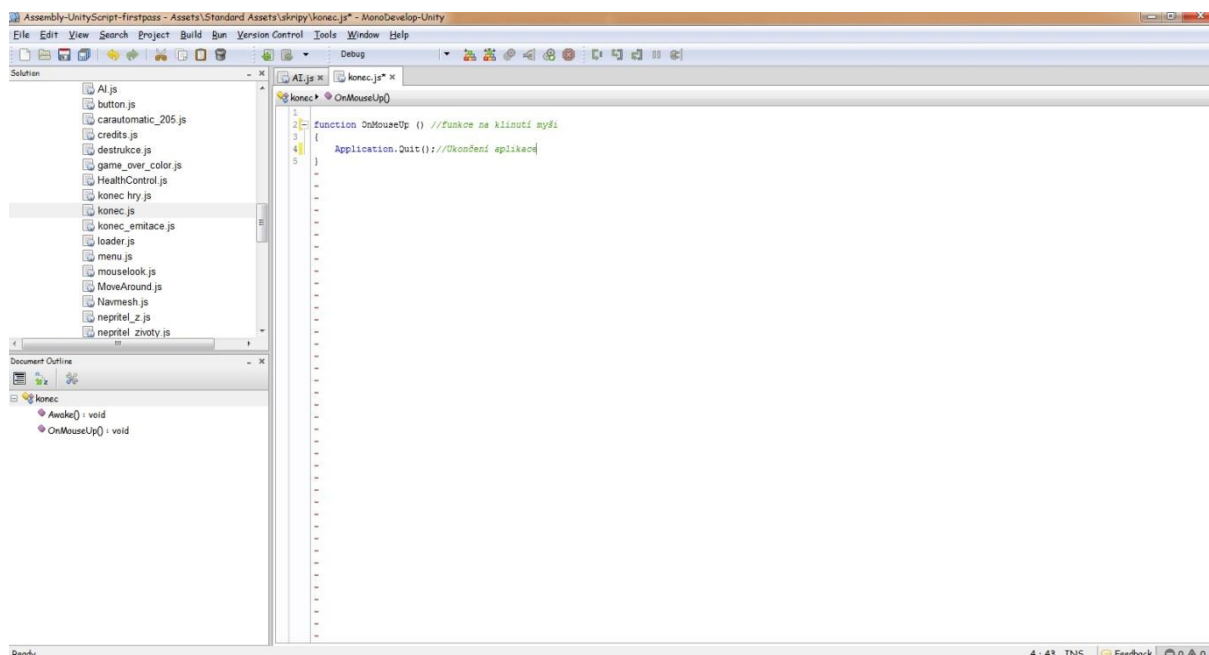 Assembly-UnityScript-firstpass - Assets\Standard Assets\skripy\konec.js* - MonoDevelop-Unity
File Edit View Search Project Build Run Version Control Tools Window Help
Debug
Solution
AI.js
button.js
carautomatic_205.js
credits.js
destrukce.js
game_over_color.js
HealthControl.js
konec hry.js
konec.js
konec_emitace.js
loader.js
menu.js
mouselook.js
MoveAround.js
Navmesh.js
nepritel_z.js
nepritel zivoty.js
Document Outline
konec
Awake() : void
OnMouseUp() : void
AI.js konec.js*
konec OnMouseUp()
1
2 function OnMouseUp () //funkce na klinutí myši
3 {
4 Application.Quit();//Ukončení aplikace
5 }
Ready
4 : 43 INS Feedback 0 0